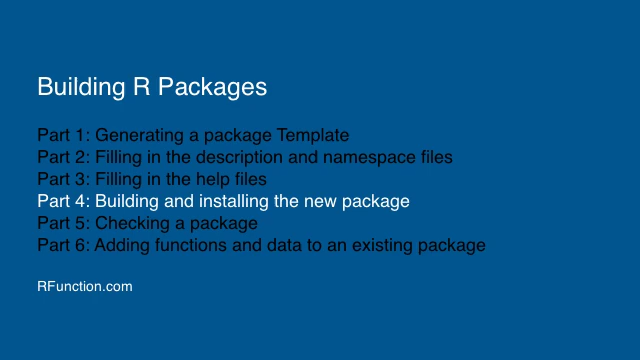 Building R Packages
Part 1: Generating a package Template
Part 2: Filling in the description and namespace files
Part 3: Filling in the help files
Part 4: Building and installing the new package
Part 5: Checking a package
Part 6: Adding functions and data to an existing package
RFunction.com